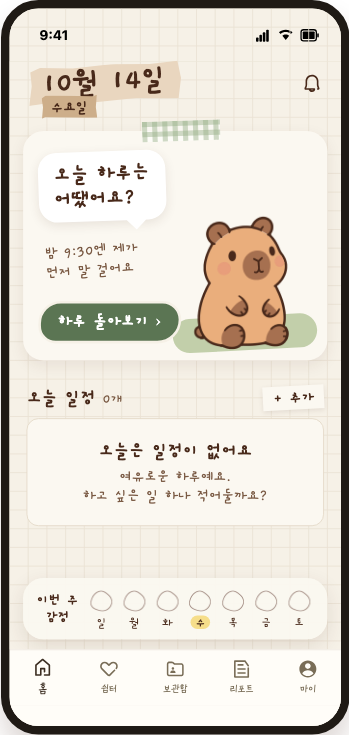 9:41
10월 14일
수요일
오늘 하루는
어땠어요?
밤 9:30엔 제가
먼저 말 걸어요
하루 돌아보기 ›
오늘 일정 0개
+ 추가
오늘은 일정이 없어요
여유로운 하루예요.
하고 싶은 일 하나 적어둘까요?
이번 주
감정
일 월 화 수 목 금 토
홈 쉼터 보관함 리포트 마이